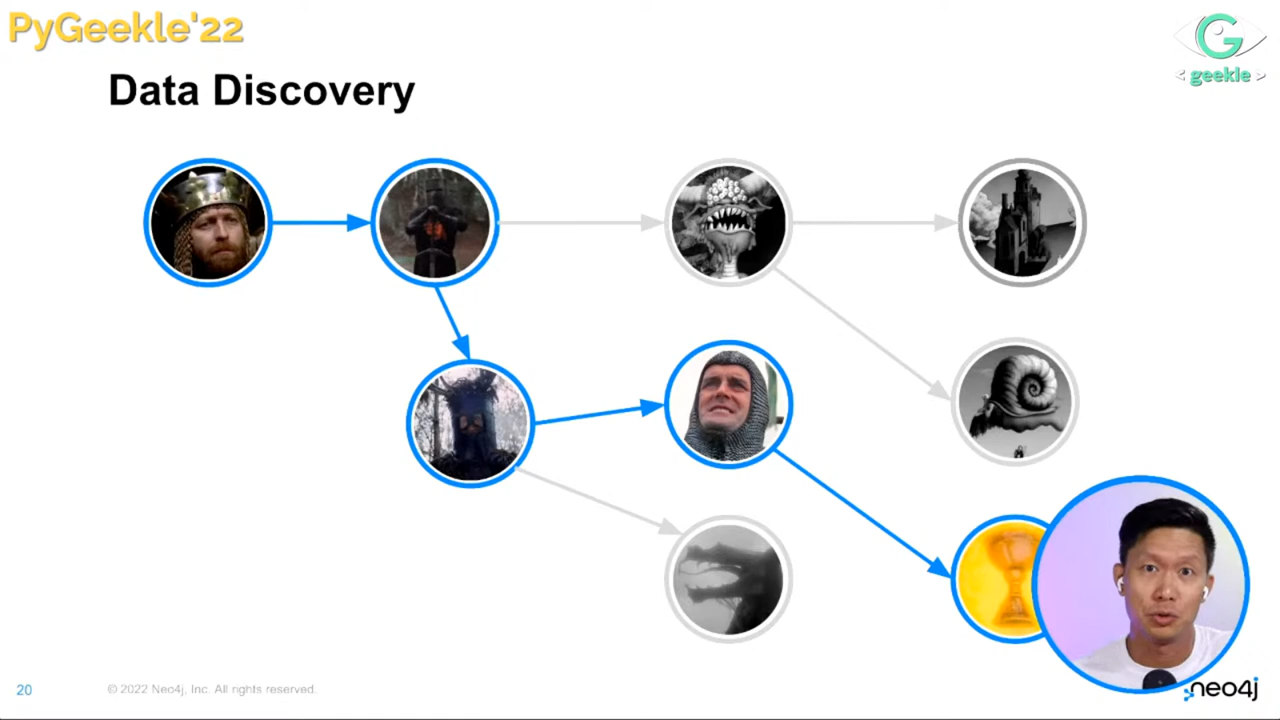 PyGeekle'22
G
< geekle >
Data Discovery
20
© 2022 Neo4j, Inc. All rights reserved.
neo4j